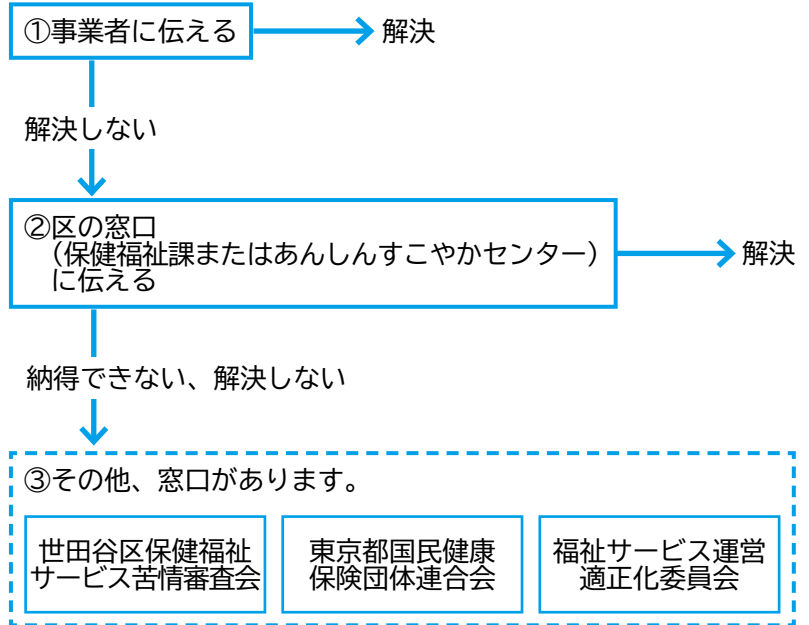 ①事業者に伝える
解決
解決しない
②区の窓口
（保健福祉課またはあんしんすこやかセンター）
に伝える
解決
納得できない、解決しない
③その他、窓口があります。
世田谷区保健福祉
サービス苦情審査会
東京都国民健康
保険団体連合会
福祉サービス運営
適正化委員会